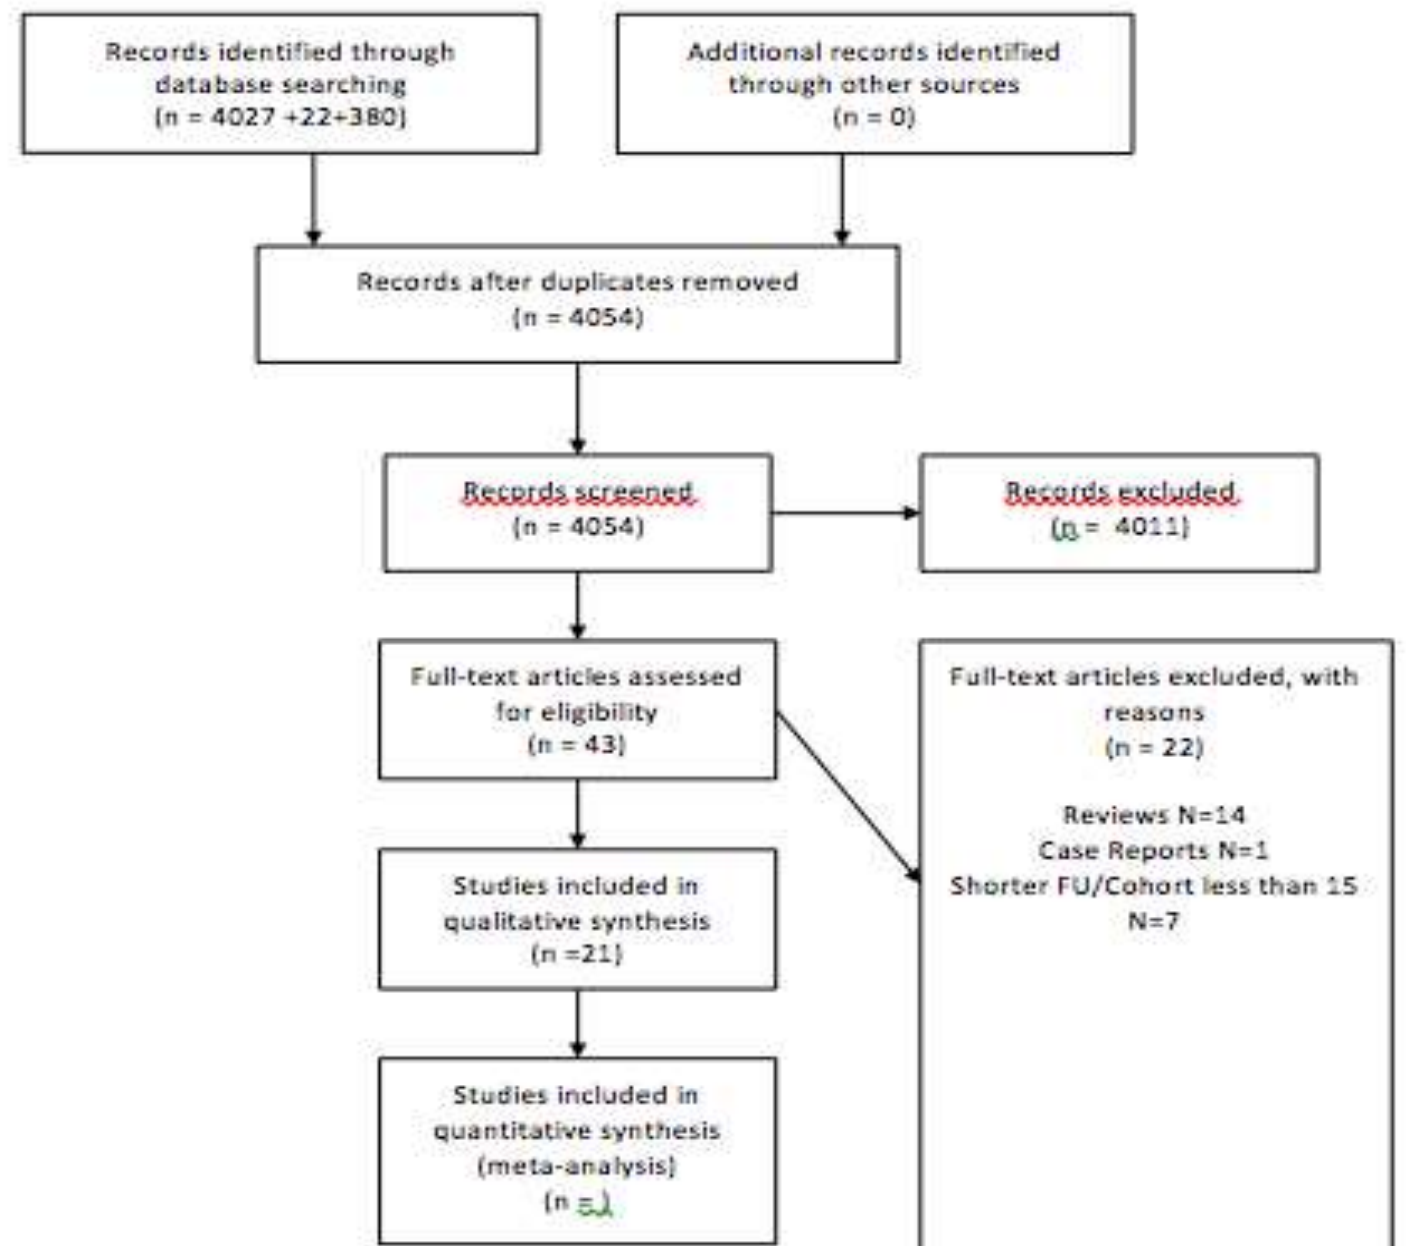 Records identified through
database searching
(n = 4027 +22+380)
Additional records identified
through other sources
(n = 0)
Records after duplicates removed
(n = 4054)
Records screened
(n = 4054)
Records excluded
(n = 4011)
Full-text articles assessed
for eligibility
(n = 43)
Full-text articles excluded, with
reasons
(n = 22)
Reviews N=14
Case Reports N=1
Shorter FU/Cohort less than 15
N=7
Studies included in
qualitative synthesis
(n =21)
Studies included in
quantitative synthesis
(meta-analysis)
(n = )